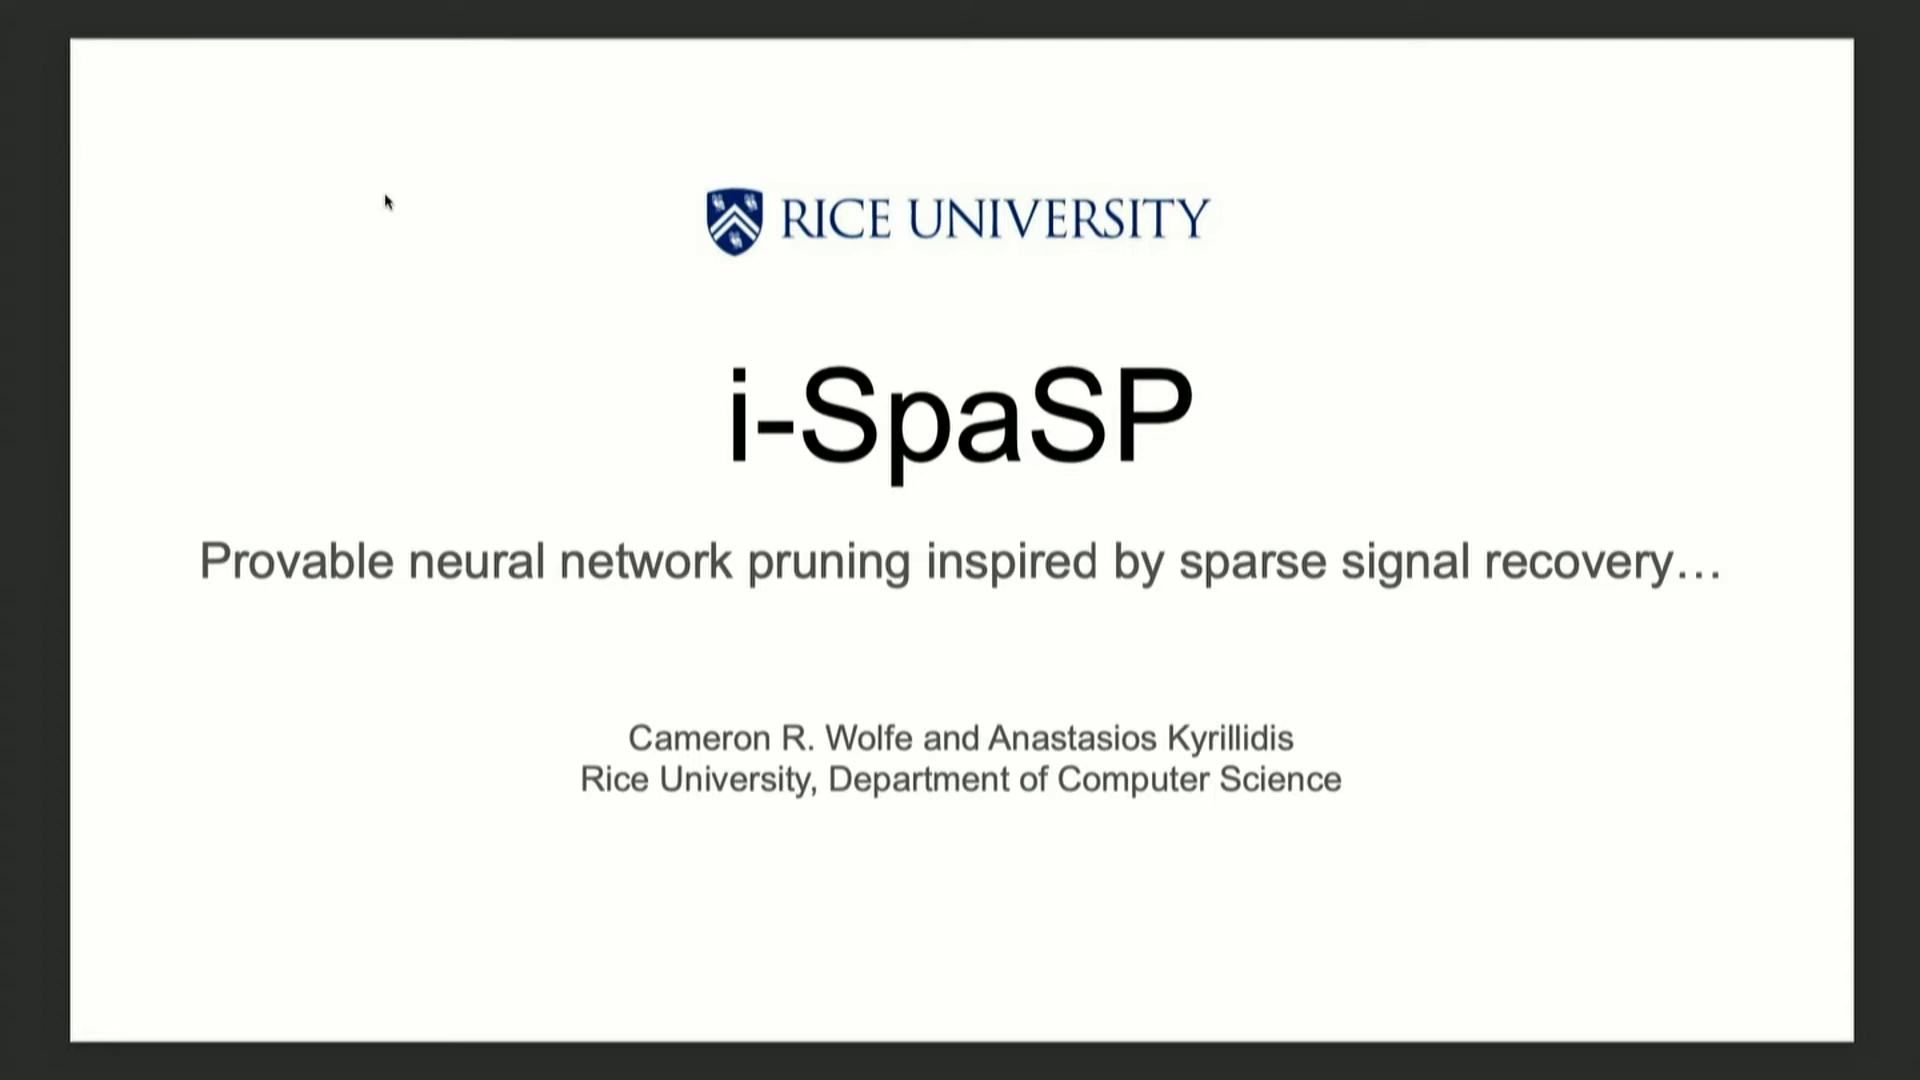 RICE UNIVERSITY
i-SpaSP
Provable neural network pruning inspired by sparse signal recovery…
Cameron R. Wolfe and Anastasios Kyrillidis
Rice University, Department of Computer Science